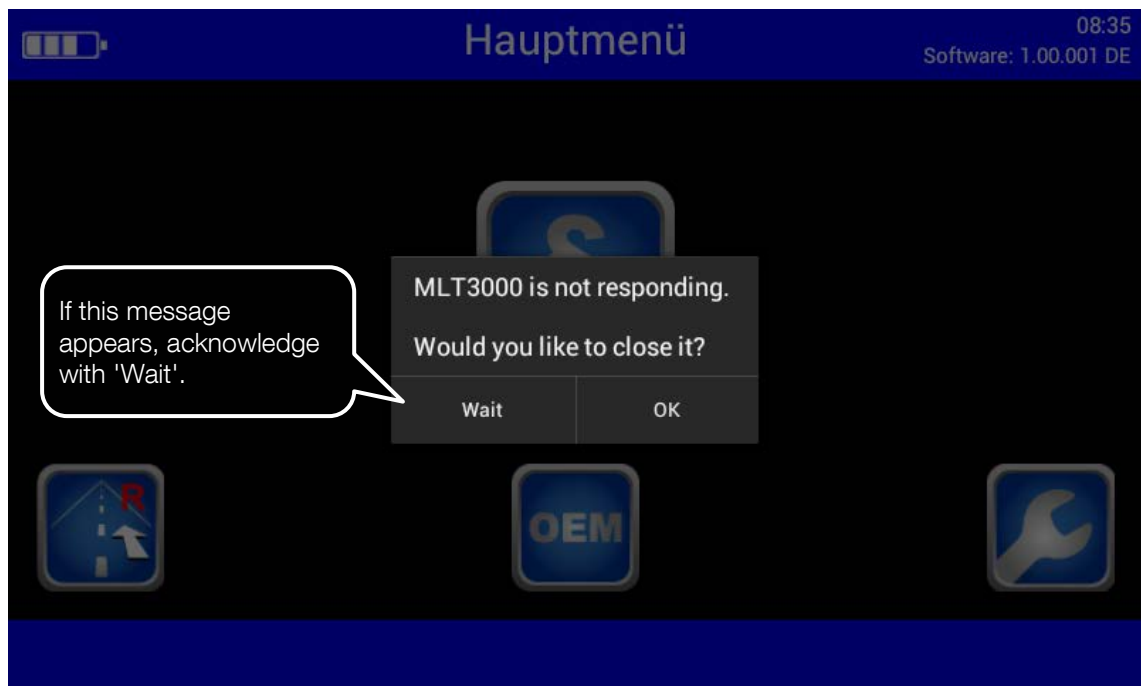 Hauptmenü
08:35
Software: 1.00.001 DE
If this message
appears, acknowledge
with 'Wait'.
MLT3000 is not responding.
Would you like to close it?
Wait
OK
R
OEM